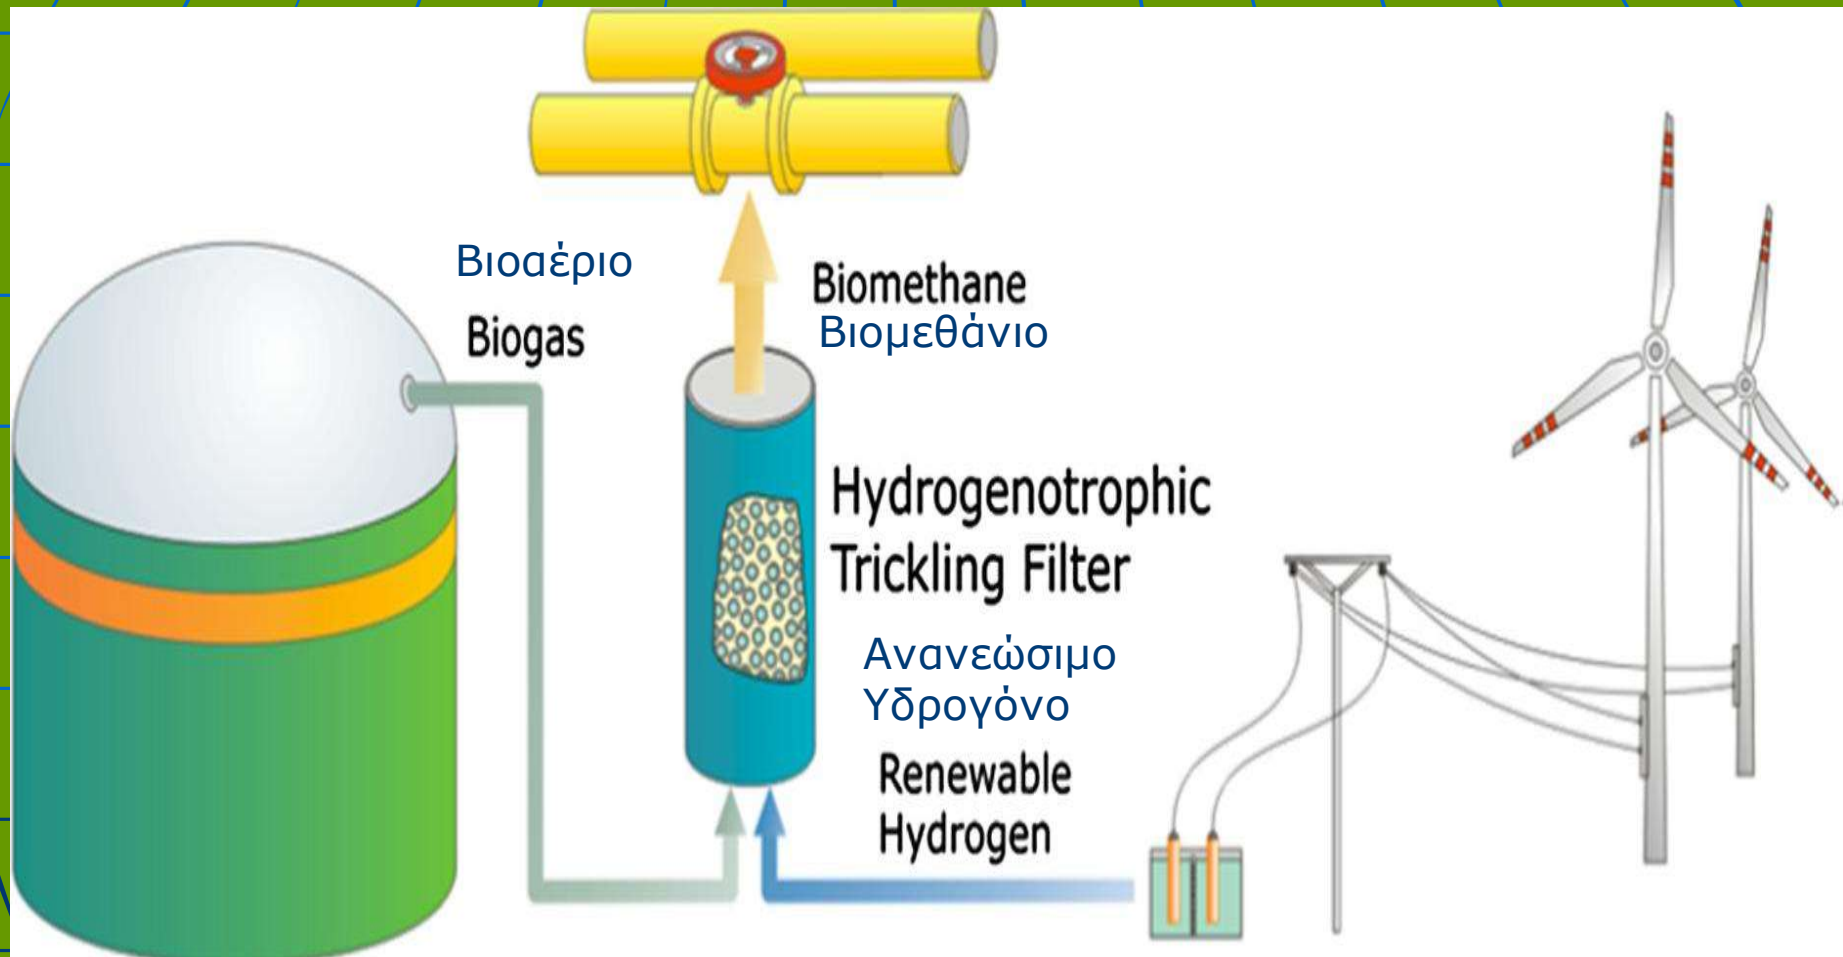 Βιοαέριο
Biogas
Biomethane
Βιομεθάνιο
Hydrogenotrophic
Trickling Filter
Ανανεώσιμο
Υδρογόνο
Renewable
Hydrogen